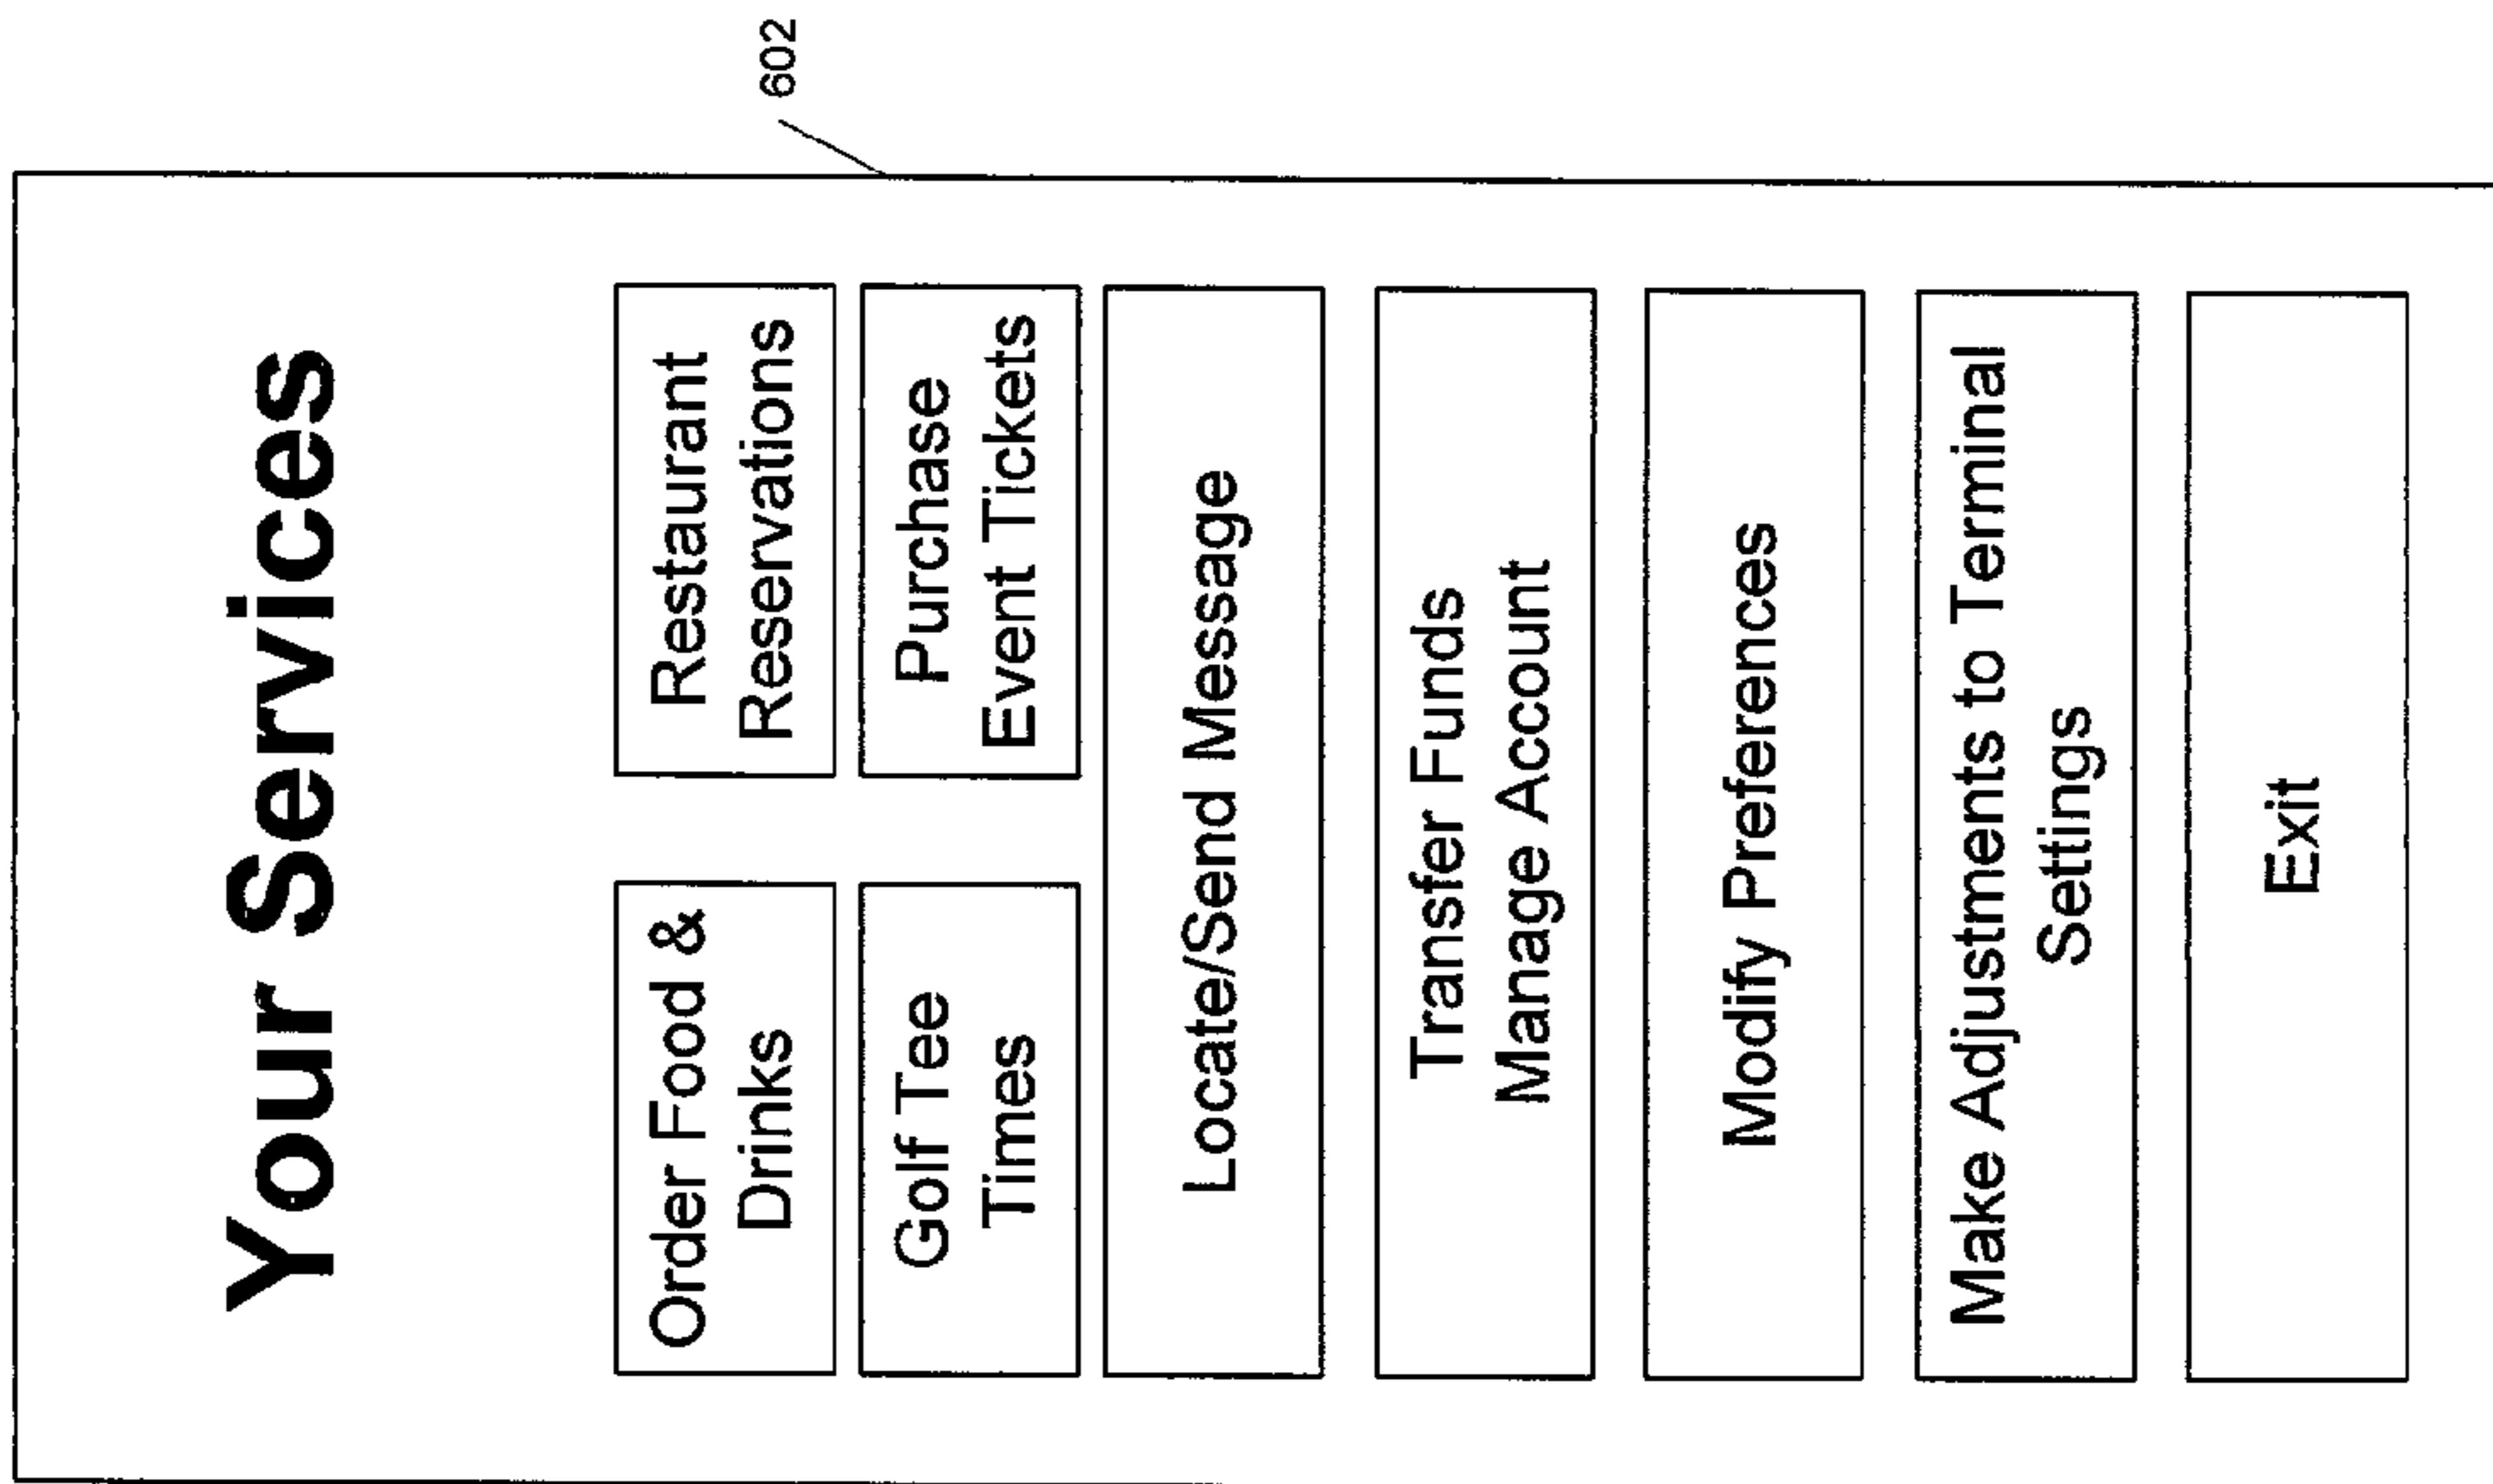 Your Services
Order Food &
Drinks
Restaurant
Reservations
Golf Tee
Times
Purchase
Event Tickets
Locate/Send Message
Transfer Funds
Manage Account
Modify Preferences
Make Adjustments to Terminal
Settings
Exit
602